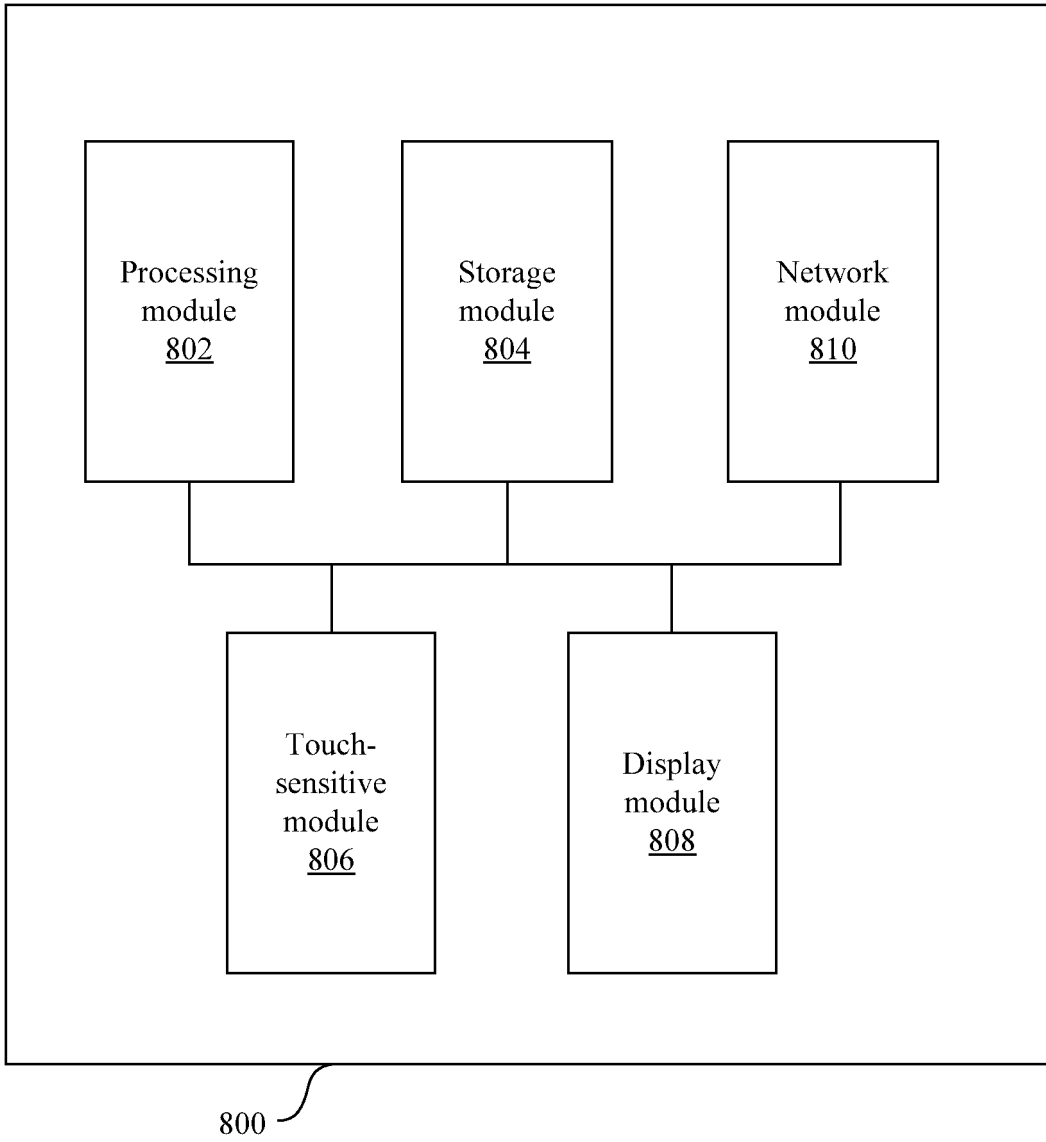 Processing
module
802
Storage
module
804
Network
module
810
Touch-
sensitive
module
806
Display
module
808
800